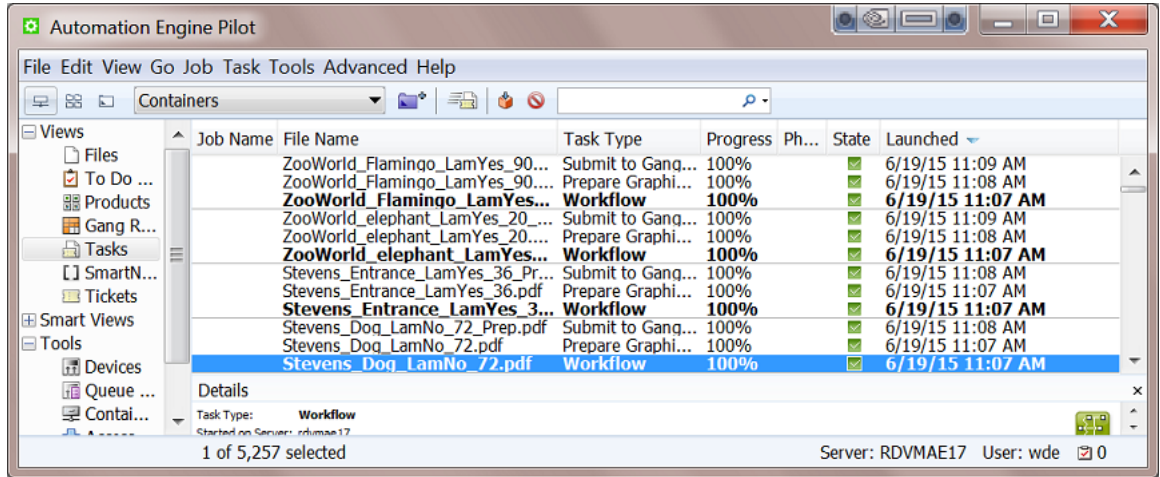 Automation Engine Pilot
File Edit View Go Job Task Tools Advanced Help
Containers
Views
Files
To Do ...
Products
Gang R...
Tasks
SmartN...
Tickets
Smart Views
Tools
Devices
Queue ...
Contai...
Job Name File Name Task Type Progress Ph... State Launched
ZooWorld_Flamingo_LamYes_90... Submit to Gang... 100% 6/19/15 11:09 AM
ZooWorld_Flamingo_LamYes_90.... Prepare Graphi... 100% 6/19/15 11:08 AM
ZooWorld_Flamingo_LamYes... Workflow 100% 6/19/15 11:07 AM
ZooWorld_elephant_LamYes_20_... Submit to Gang... 100% 6/19/15 11:09 AM
ZooWorld_elephant_LamYes_20.... Prepare Graphi... 100% 6/19/15 11:08 AM
ZooWorld_elephant_LamYes... Workflow 100% 6/19/15 11:07 AM
Stevens_Entrance_LamYes_36_Pr... Submit to Gang... 100% 6/19/15 11:08 AM
Stevens_Entrance_LamYes_36.pdf Prepare Graphi... 100% 6/19/15 11:07 AM
Stevens_Entrance_LamYes_3... Workflow 100% 6/19/15 11:07 AM
Stevens_Dog_LamNo_72_Prep.pdf Submit to Gang... 100% 6/19/15 11:08 AM
Stevens_Dog_LamNo_72.pdf Prepare Graphi... 100% 6/19/15 11:07 AM
Stevens_Dog_LamNo_72.pdf Workflow 100% 6/19/15 11:07 AM
Details
Task Type: Workflow
Started on Server: rdvmae17
1 of 5,257 selected Server: RDVMAE17 User: wde 0